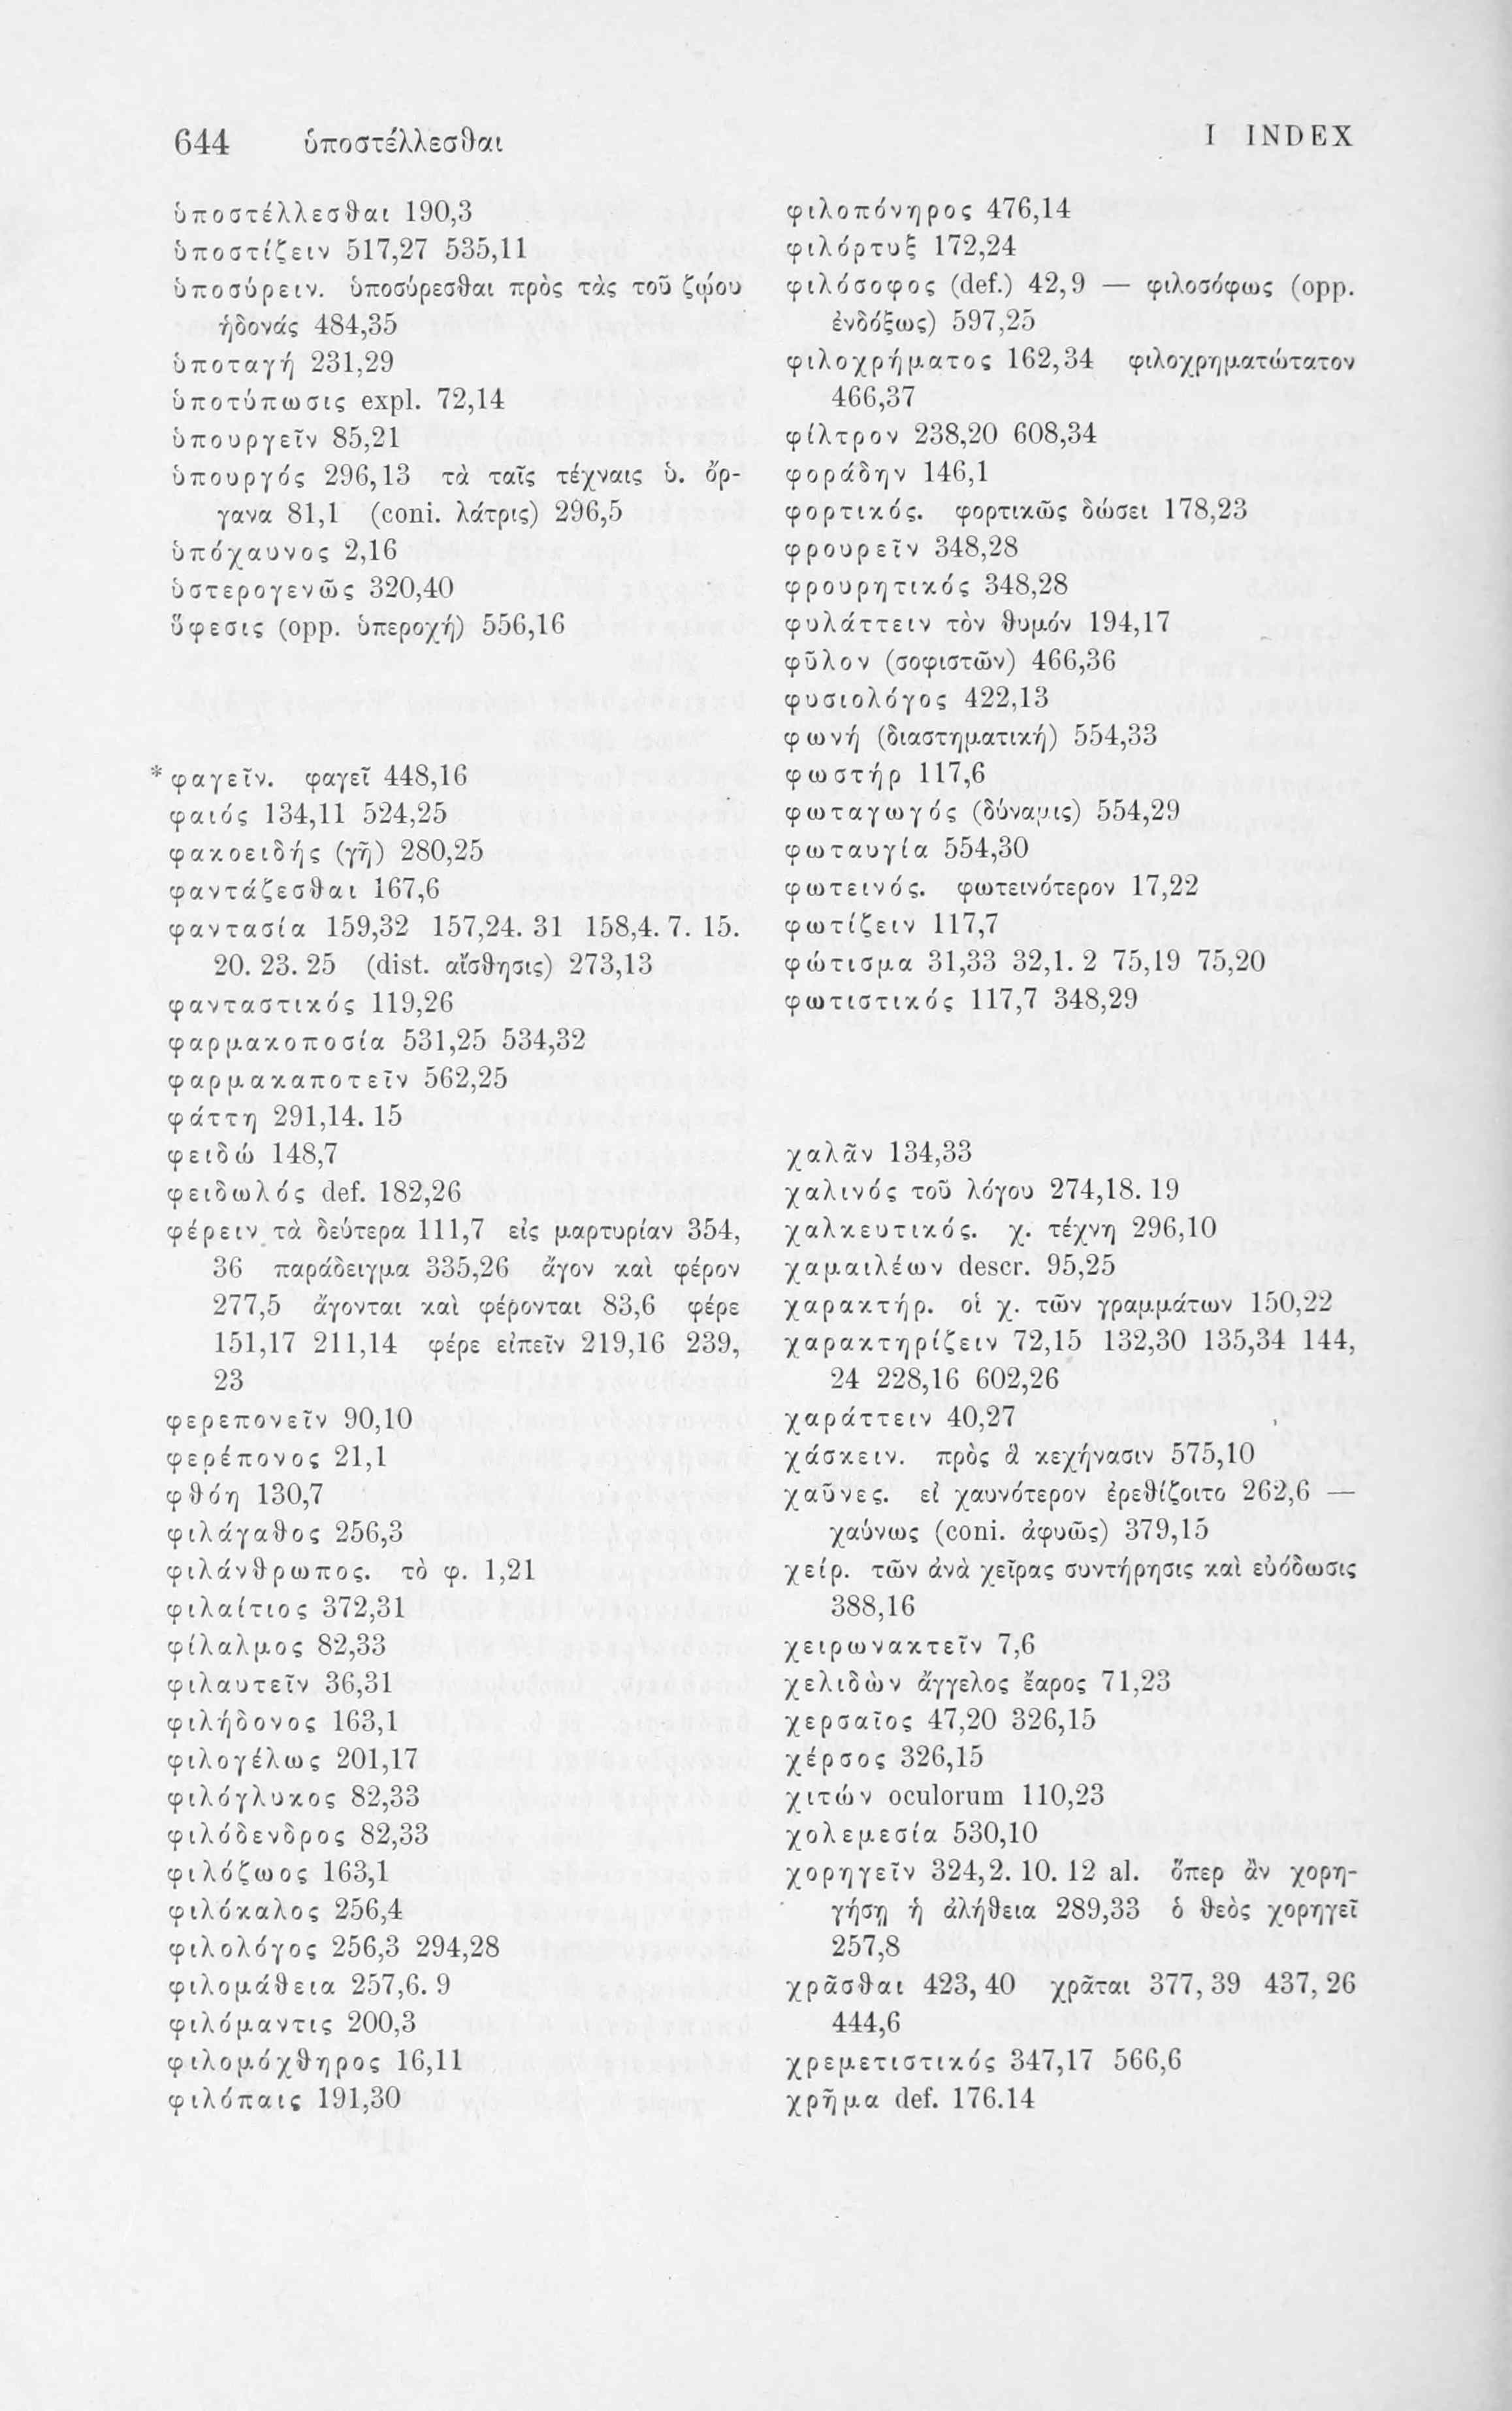 644 ὑποστέλλεσθαι I INDEX
ὑποστέλλεσθαι 190,3
ὑποστίζειν 517,27 535,11
ὑποσύρειν. ὑποσύρεσθαι πρὸς τὰς τοῦ ζῴου
ἡδονάς 484,35
ὑποταγή 231,29
ὑποτύπωσις expl. 72,14
ὑπουργεῖν 85,21
ὑπουργός 296,13 τὰ ταῖς τέχναις ὑ. ὄρ-
γανα 81,1 (coni. λάτρις) 296,5
ὑπόχαυνος 2,16
ὑστερογενῶς 320,40
ὕφεσις (opp. ὑπεροχή) 556,16
*φαγεῖν. φαγεῖ 448,16
φαιός 134,11 524,25
φακοειδής (γῆ) 280,25
φαντάζεσθαι 167,6
φαντασία 159,32 157,24. 31 158,4. 7. 15.
20. 23. 25 (dist. αἴσθησις) 273,13
φανταστικός 119,26
φαρμακοποσία 531,25 534,32
φαρμακαποτεῖν 562,25
φάττη 291,14. 15
φειδώ 148,7
φειδωλός def. 182,26
φέρειν τὰ δεύτερα 111,7 εἰς μαρτυρίαν 354,
36 παράδειγμα 335,26 ἄγον καὶ φέρον
277,5 ἄγονται καὶ φέρονται 83,6 φέρε
151,17 211,14 φέρε εἰπεῖν 219,16 239,
23
φερεπονεῖν 90,10
φερέπονος 21,1
φθόη 130,7
φιλάγαθος 256,3
φιλάνθρωπος. τὸ φ. 1,21
φιλαίτιος 372,31
φίλαλμος 82,33
φιλαυτεῖν 36,31
φιλήδονος 163,1
φιλογέλως 201,17
φιλόγλυκος 82,33
φιλόδενδρος 82,33
φιλόζωος 163,1
φιλόκαλος 256,4
φιλολόγος 256,3 294,28
φιλομάθεια 257,6. 9
φιλόμαντις 200,3
φιλομόχθηρος 16,11
φιλόπαις 191,30
φιλοπόνηρος 476,14
φιλόρτυξ 172,24
φιλόσοφος (def.) 42,9 — φιλοσόφως (opp.
ἐνδόξως) 597,25
φιλοχρήματος 162,34 φιλοχρηματώτατον
466,37
φίλτρον 238,20 608,34
φοράδην 146,1
φορτικός. φορτικῶς δώσει 178,23
φρουρεῖν 348,28
φρουρητικός 348,28
φυλάττειν τὸν θυμόν 194,17
φῦλον (σοφιστῶν) 466,36
φυσιολόγος 422,13
φωνή (διαστηματική) 554,33
φωστήρ 117,6
φωταγωγός (δύναμις) 554,29
φωταυγία 554,30
φωτεινός. φωτεινότερον 17,22
φωτίζειν 117,7
φώτισμα 31,33 32,1. 2 75,19 75,20
φωτιστικός 117,7 348,29
χαλᾶν 134,33
χαλινός τοῦ λόγου 274,18. 19
χαλκευτικός. χ. τέχνη 296,10
χαμαιλέων descr. 95,25
χαρακτήρ. οἱ χ. τῶν γραμμάτων 150,22
χαρακτηρίζειν 72,15 132,30 135,34 144,
24 228,16 602,26
χαράττειν 40,27
χάσκειν. πρὸς ἃ κεχήνασιν 575,10
χαῦνες. εἰ χαυνότερον ἐρεθίζοιτο 262,6 —
χαύνως (coni. ἀφυῶς) 379,15
χείρ. τῶν ἀνὰ χεῖρας συντήρησις καὶ εὐόδωσις
388,16
χειρωνακτεῖν 7,6
χελιδὼν ἄγγελος ἔαρος 71,23
χερσαῖος 47,20 326,15
χέρσος 326,15
χιτών oculorum 110,23
χολεμεσία 530,10
χορηγεῖν 324,2. 10. 12 al. ὅπερ ἂν χορη-
γήσῃ ἡ ἀλήθεια 289,33 ὁ θεὸς χορηγεῖ
257,8
χρᾶσθαι 423, 40 χρᾶται 377, 39 437, 26
444,6
χρεμετιστικός 347,17 566,6
χρῆμα def. 176.14